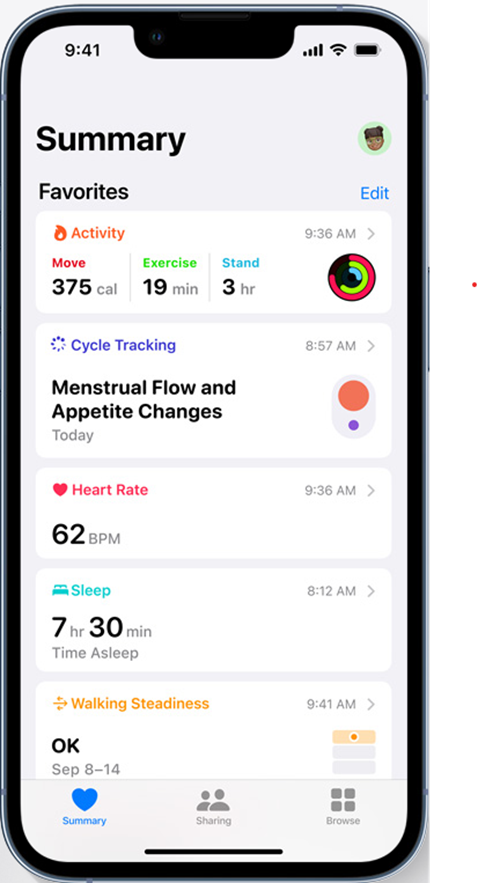 9:41
Summary
Favorites Edit
Activity 9:36 AM
Move Exercise Stand
375 cal 19 min 3 hr
Cycle Tracking 8:57 AM
Menstrual Flow and
Appetite Changes
Today
Heart Rate 9:36 AM
62 BPM
Sleep 8:12 AM
7 hr 30 min
Time Asleep
Walking Steadiness 9:41 AM
OK
Sep 8–14
Summary Sharing Browse